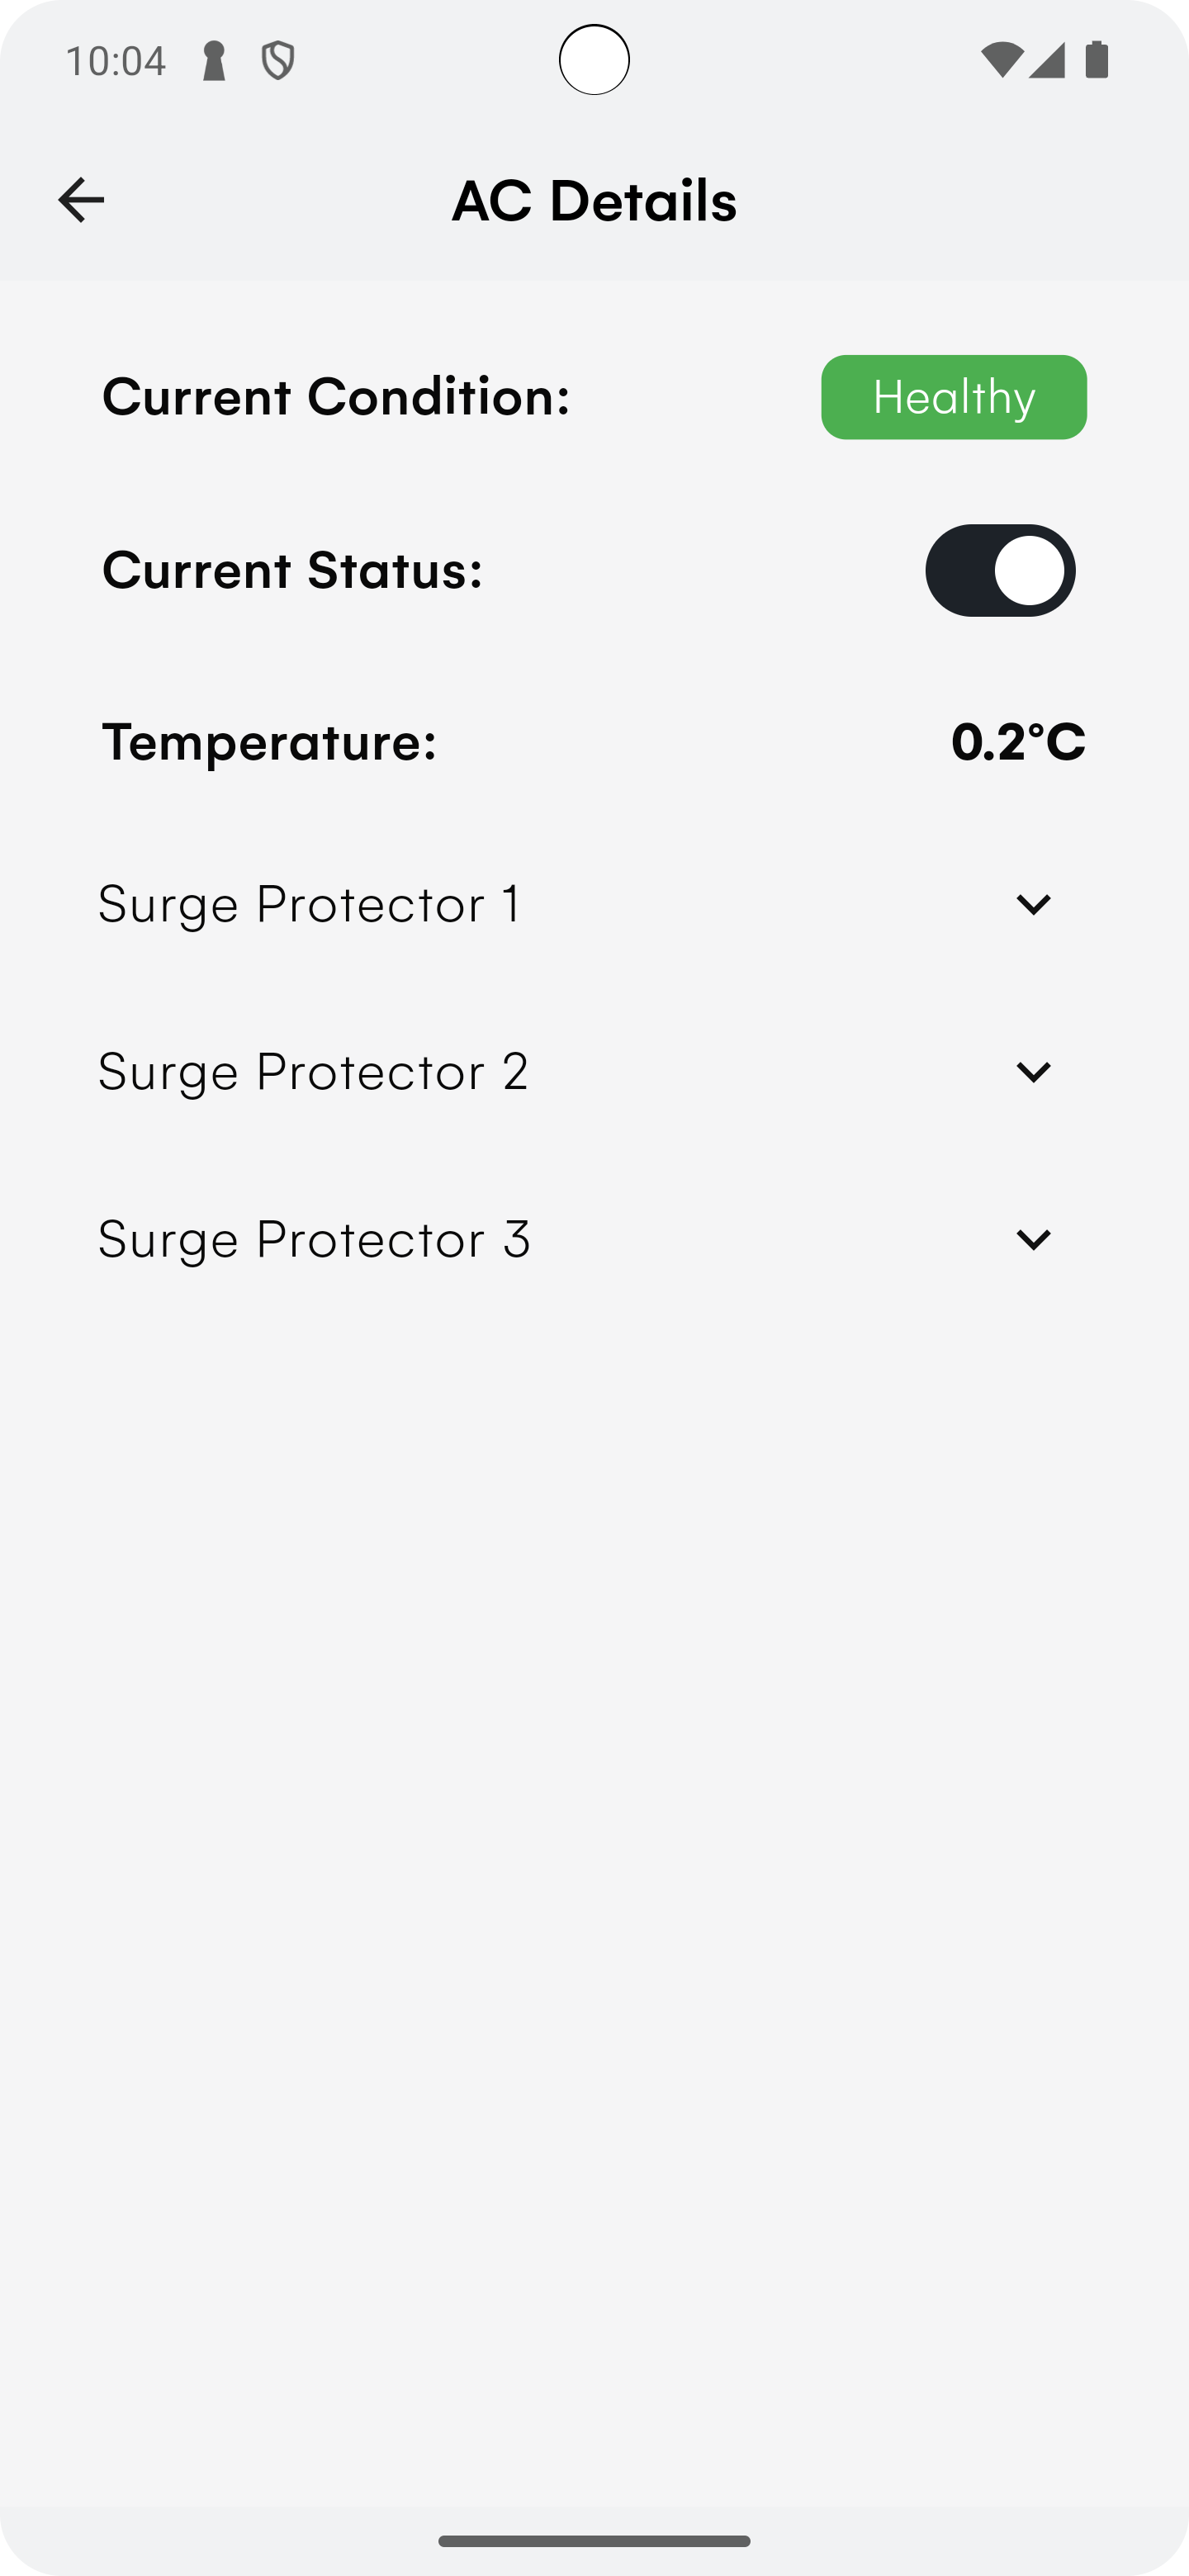 10:04
AC Details
Current Condition: Healthy
Current Status:
Temperature: 0.2°C
Surge Protector 1
Surge Protector 2
Surge Protector 3